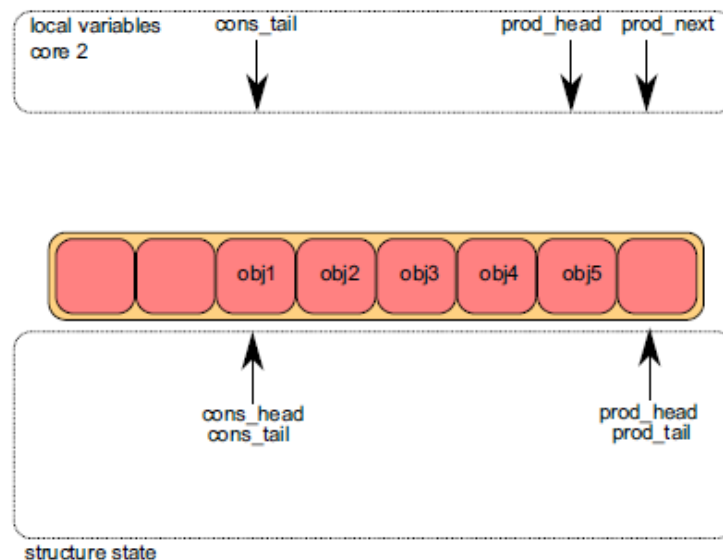 local variables
core 2
cons_tail
prod_head
prod_next
obj1
obj2
obj3
obj4
obj5
cons_head
cons_tail
prod_head
prod_tail
structure state